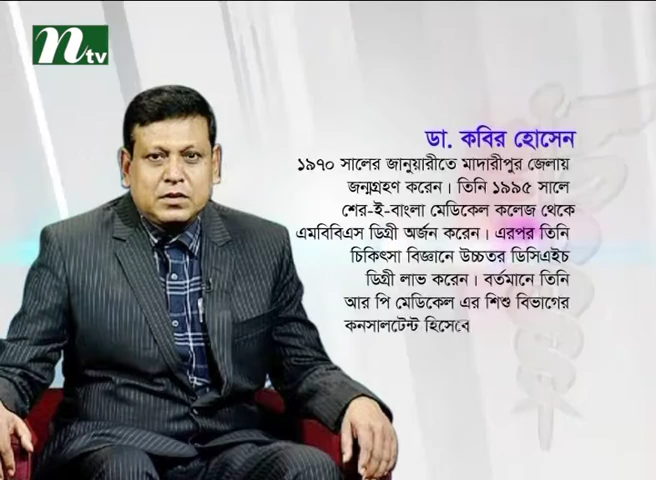 ntv
ডা. কবির হোসেন
১৯৭০ সালের জানুয়ারীতে মাদারীপুর জেলায়
জন্মগ্রহণ করেন। তিনি ১৯৯৫ সালে
শের-ই-বাংলা মেডিকেল কলেজ থেকে
এমবিবিএস ডিগ্রী অর্জন করেন। এরপর তিনি
চিকিৎসা বিজ্ঞানে উচ্চতর ডিসিএইচ
ডিগ্রী লাভ করেন। বর্তমানে তিনি
আর পি মেডিকেল এর শিশু বিভাগের
কনসালটেন্ট হিসেবে